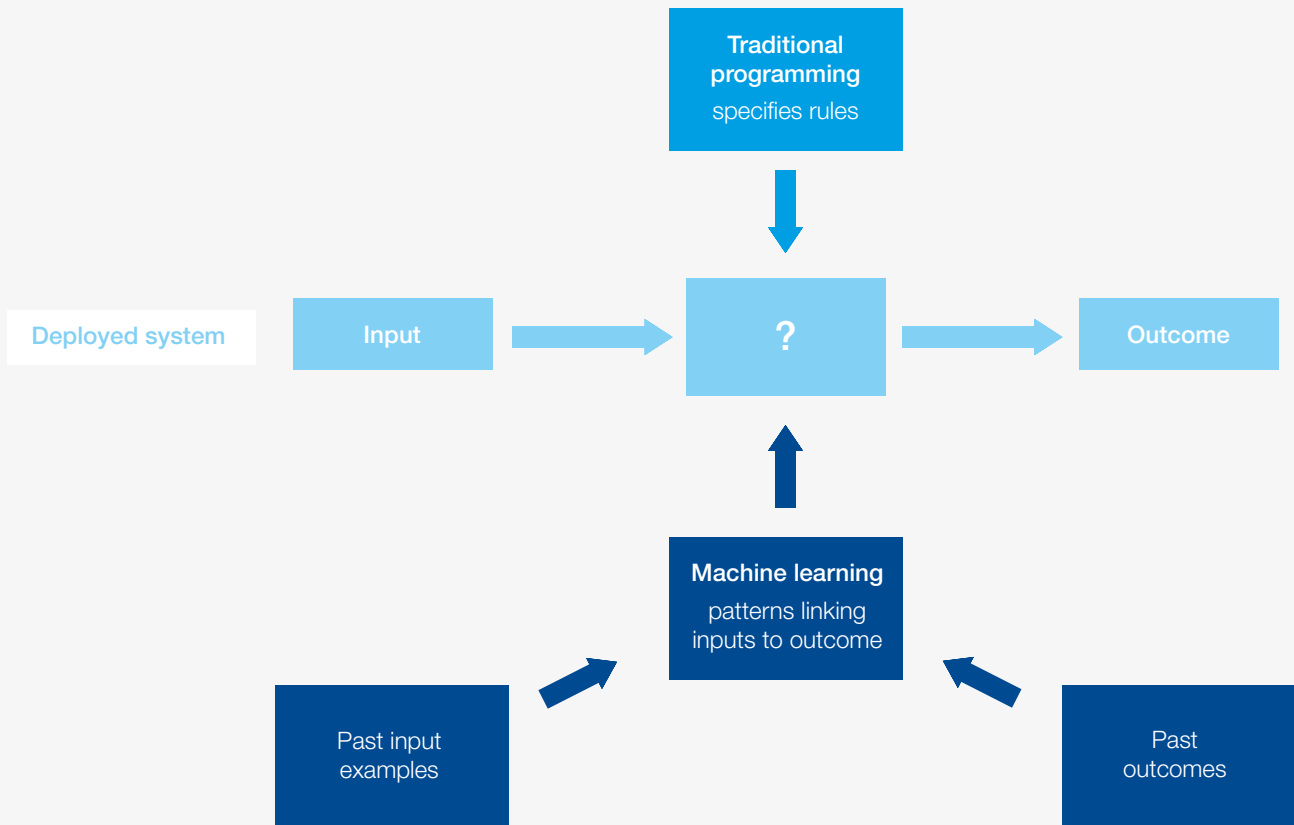 Traditional
programming
specifies rules
Deployed system
Input
?
Outcome
Machine learning
patterns linking
inputs to outcome
Past input
examples
Past
outcomes